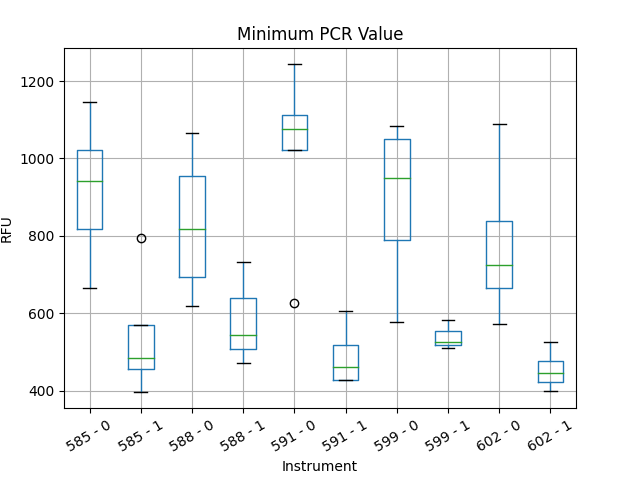 Minimum PCR Value
1200
1000
800
600
400
RFU
585 - 0
585 - 1
588 - 0
588 - 1
591 - 0
591 - 1
599 - 0
599 - 1
602 - 0
602 - 1
Instrument